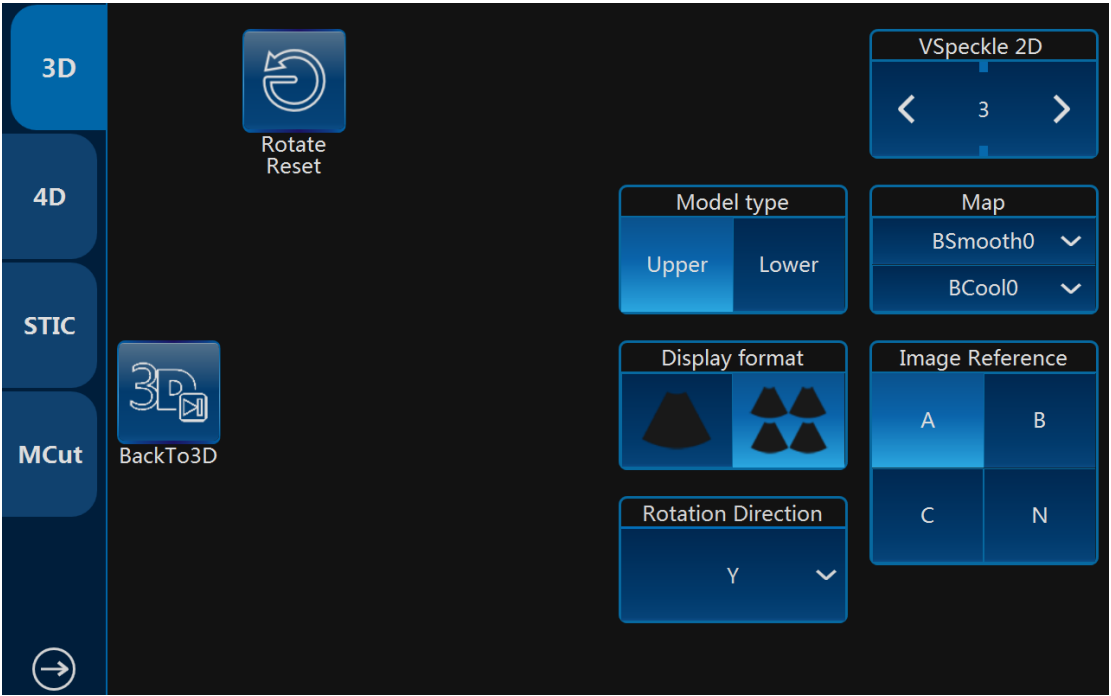 3D
4D
STIC
MCut
Rotate
Reset
3D
BackTo3D
VSpeckle 2D
3
Model type
Upper
Lower
Map
BSmooth0
BCool0
Display format
Image Reference
A
B
C
N
Rotation Direction
Y